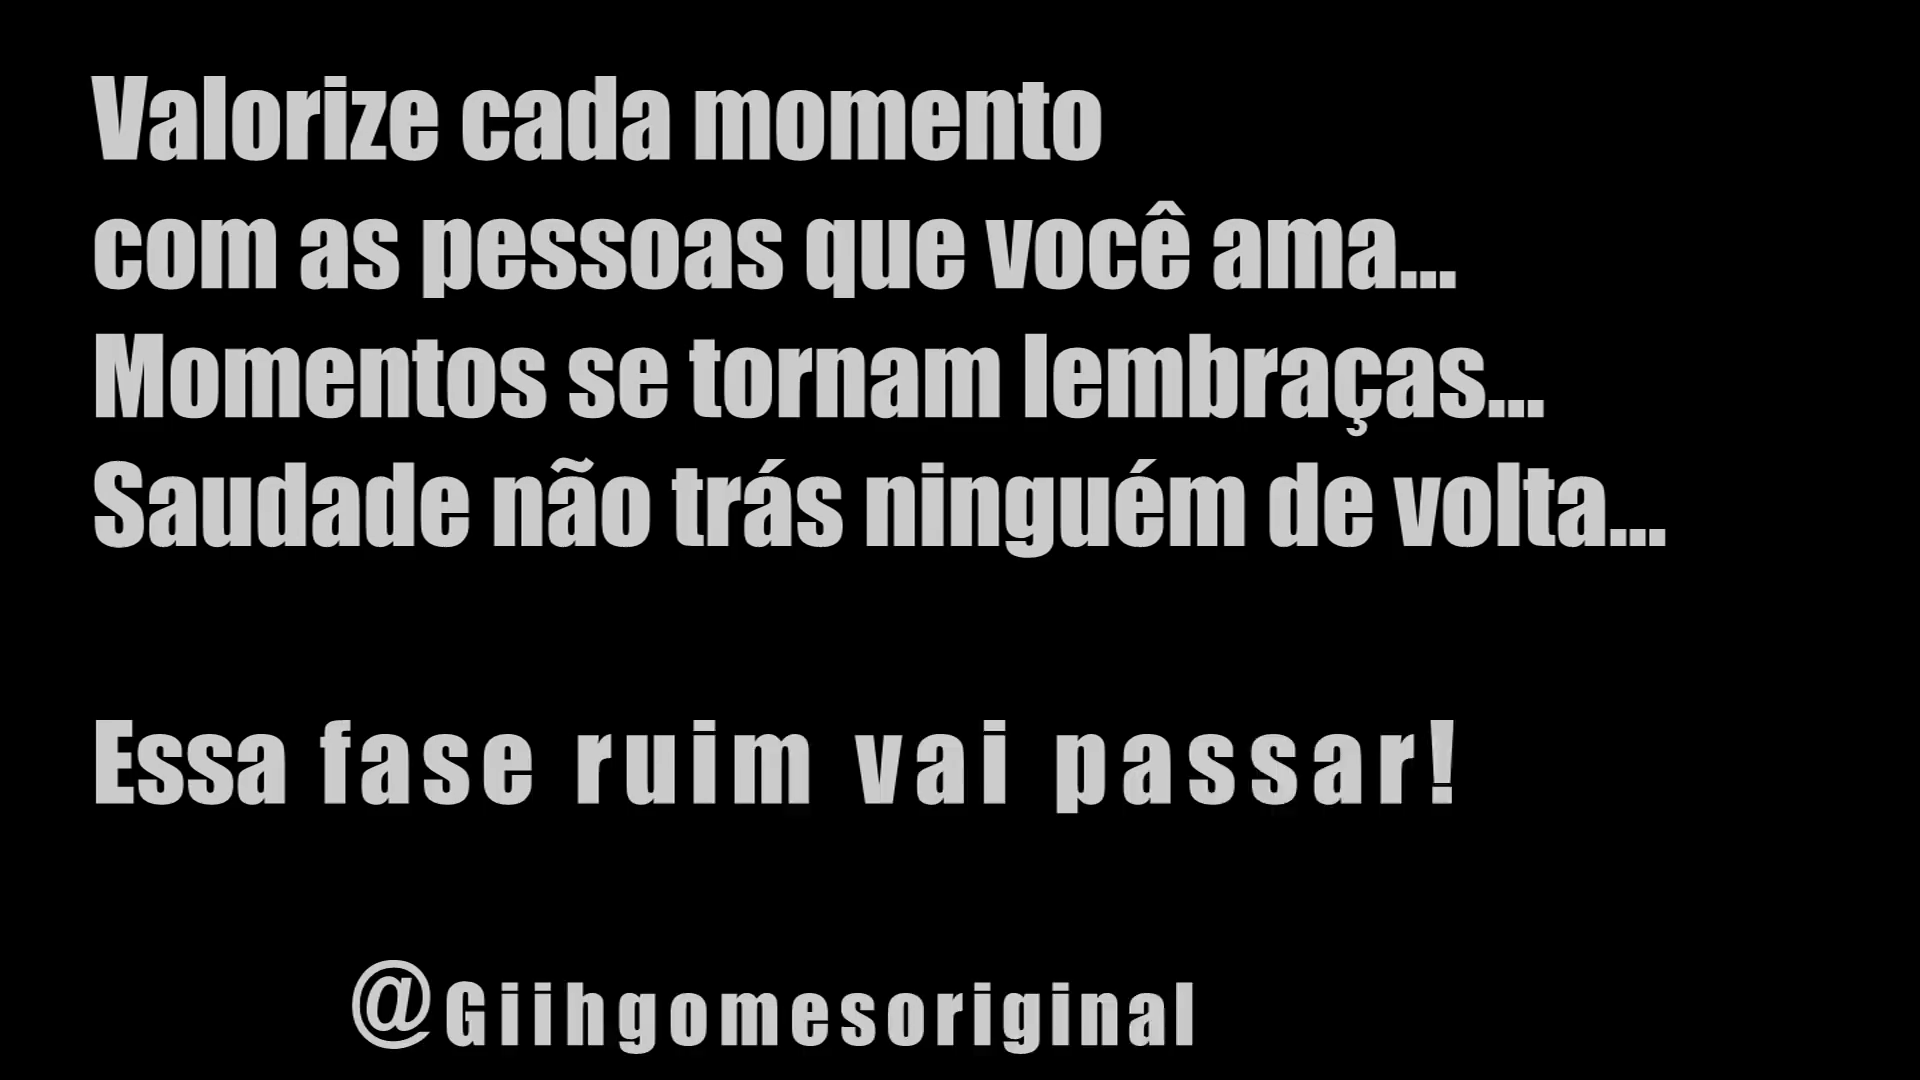 Valorize cada momento
com as pessoas que você ama...
Momentos se tornam lembraças...
Saudade não trás ninguém de volta...
Essa fase ruim vai passar!
@Giihgomesoriginal